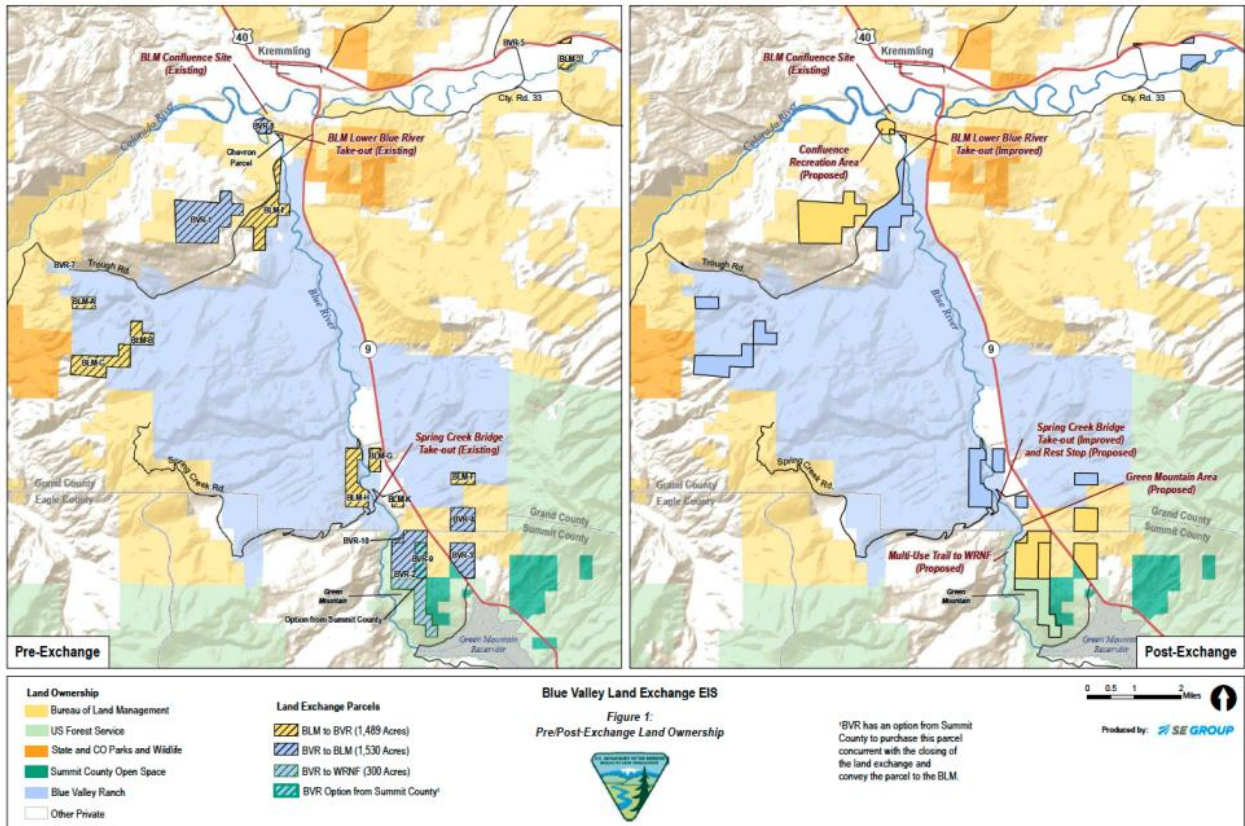 40
Kremmling
BLM Confluence Site
(Existing)
BVR-5
Cty. Rd. 33
Colorado River
Chevron
Parcel
BLM Lower Blue River
Take-out (Existing)
BVR-1
BVR-7
Trough Rd.
BLM-A
BLM-B
BLM-C
Blue River
9
Spring Creek Bridge
Take-out (Existing)
BLM-G
Spring Creek Rd.
BLM-H
BLM-K
BLM-F
Grand County
Eagle County
BVR-4
Grand County
Summit County
BVR-10
BVR-9
BVR-2
BVR-3
Green
Mountain
Option from Summit County
Green Mountain
Reservoir
Pre-Exchange
40
Kremmling
BLM Confluence Site
(Existing)
Cty. Rd. 33
Colorado River
BLM Lower Blue River
Take-out (Improved)
Confluence
Recreation Area
(Proposed)
Trough Rd.
Blue River
9
Spring Creek Bridge
Take-out (Improved)
and Rest Stop (Proposed)
Spring Creek Rd.
Green Mountain Area
(Proposed)
Grand County
Eagle County
Grand County
Summit County
Multi-Use Trail to WRNF
(Proposed)
Green
Mountain
Green Mountain
Reservoir
Post-Exchange
Land Ownership
Bureau of Land Management
US Forest Service
State and CO Parks and Wildlife
Summit County Open Space
Blue Valley Ranch
Other Private
Land Exchange Parcels
BLM to BVR (1,489 Acres)
BVR to BLM (1,530 Acres)
BVR to WRNF (300 Acres)
BVR Option from Summit County¹
Blue Valley Land Exchange EIS
Figure 1:
Pre/Post-Exchange Land Ownership
¹BVR has an option from Summit
County to purchase this parcel
concurrent with the closing of
the land exchange and
convey the parcel to the BLM.
0 0.5 1 2
Miles
Produced by: SE GROUP